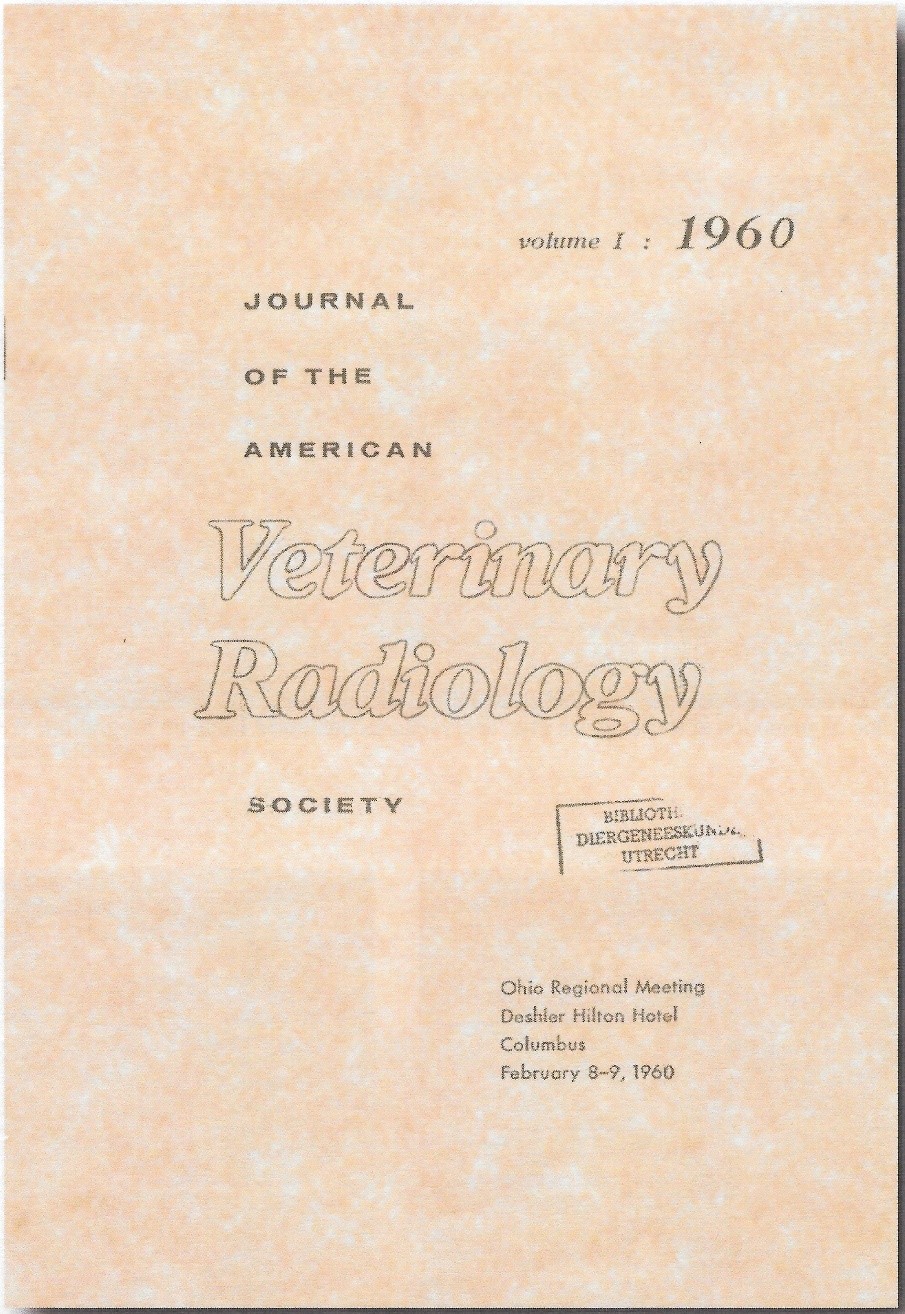 volume I : 1960
JOURNAL
OF THE
AMERICAN
Veterinary
Radiology
SOCIETY
UTRECHT
Ohio Regional Meeting
Deshler Hilton Hotel
Columbus
February 8–9, 1960